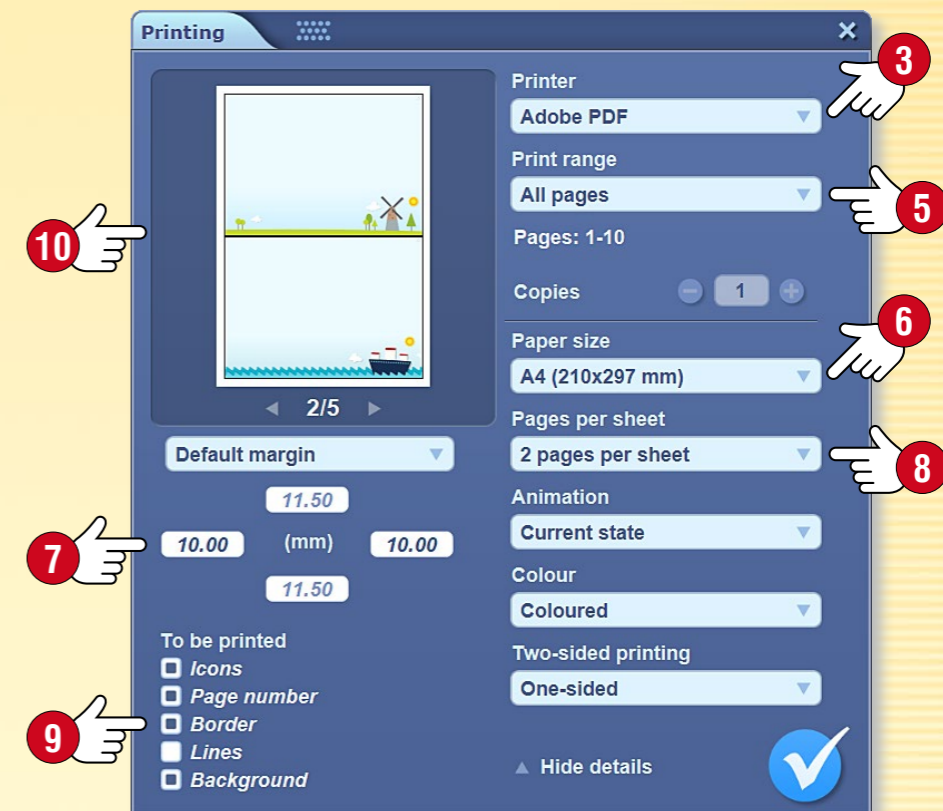 Printing
3
Printer
Adobe PDF
Print range
All pages
5
Pages: 1-10
10
Copies
1
6
Paper size
A4 (210x297 mm)
2/5
Pages per sheet
2 pages per sheet
8
Default margin
11.50
10.00
(mm)
10.00
11.50
7
Animation
Current state
Colour
Coloured
Two-sided printing
One-sided
To be printed
Icons
Page number
Border
9
Lines
Background
Hide details